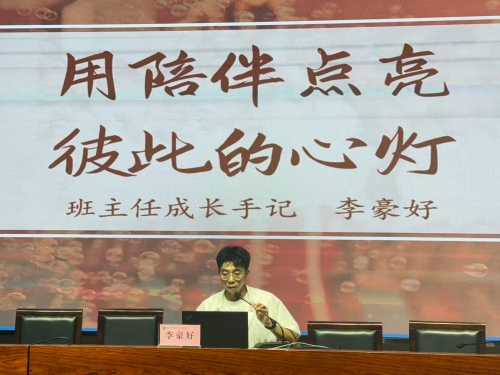 用陪伴点亮
彼此的心灯
班主任成长手记 李豪好
李豪好